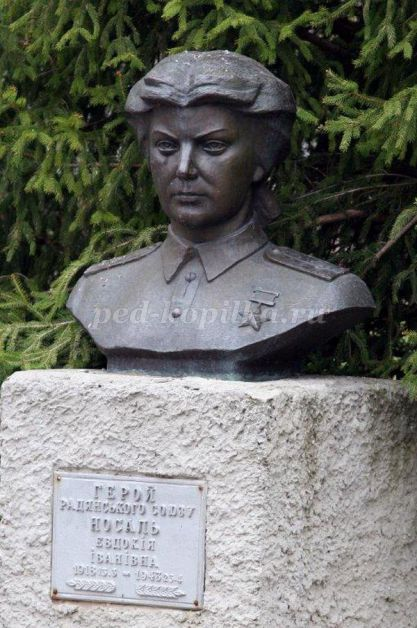 ped-kopilka.ru
ГЕРОЙ
РАДЯНСЬКОГО СОЮЗУ
НОСАЛЬ
ЄВДОКІЯ
ІВАНІВНА